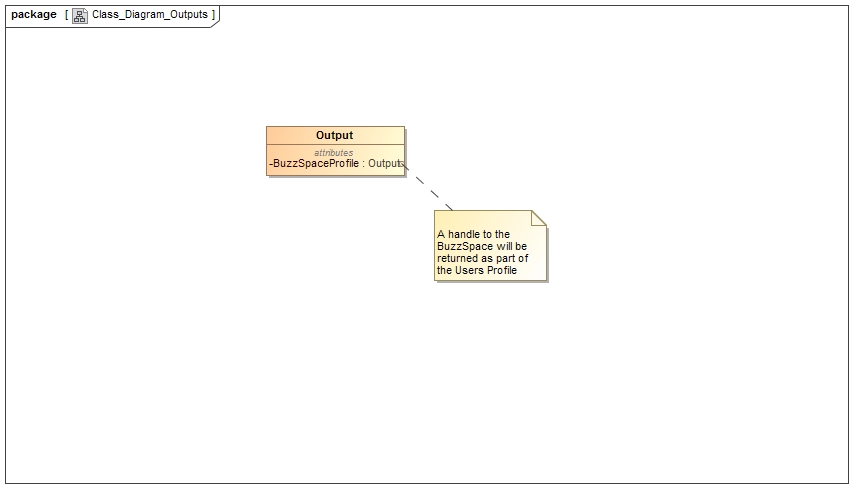 package [ Class_Diagram_Outputs ]
Output
attributes
-BuzzSpaceProfile : Outputs
A handle to the
BuzzSpace will be
returned as part of
the Users Profile